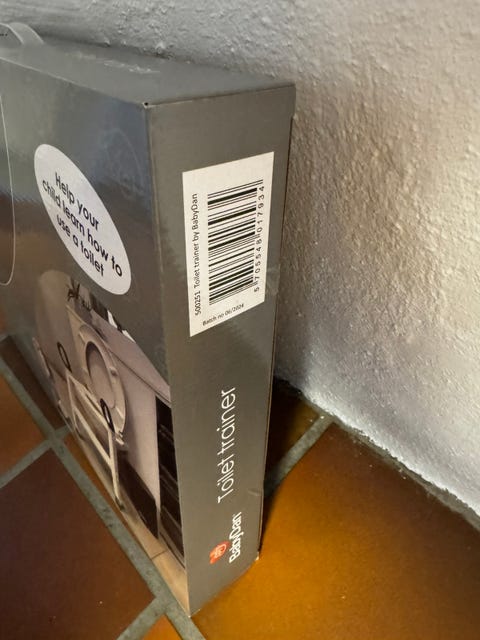 Help your
child learn how to
use a toilet
500251 Toilet trainer by BabyDan
5 705548 017934
Batch no 06/2024
Toilet trainer
BabyDan